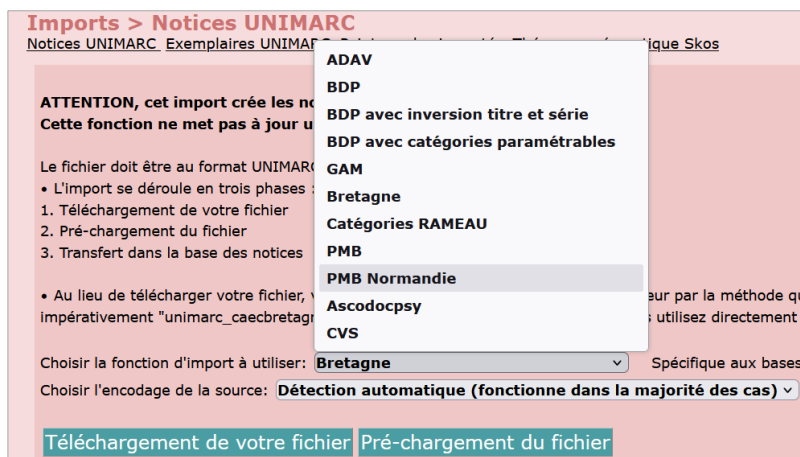 Imports > Notices UNIMARC
Notices UNIMARC Exemplaires UNIMARC ique Skos
ADAV
BDP
BDP avec inversion titre et série
BDP avec catégories paramétrables
GAM
Bretagne
Catégories RAMEAU
PMB
PMB Normandie
Ascodocpsy
CVS
ATTENTION, cet import crée les no
Cette fonction ne met pas à jour u
Le fichier doit être au format UNIMARC
• L'import se déroule en trois phases :
1. Téléchargement de votre fichier
2. Pré-chargement du fichier
3. Transfert dans la base des notices
• Au lieu de télécharger votre fichier, v eur par la méthode qu
impérativement "unimarc_caecbretagn s utilisez directement
Choisir la fonction d'import à utiliser: Bretagne Spécifique aux bases
Choisir l'encodage de la source: Détection automatique (fonctionne dans la majorité des cas)
Téléchargement de votre fichier Pré-chargement du fichier